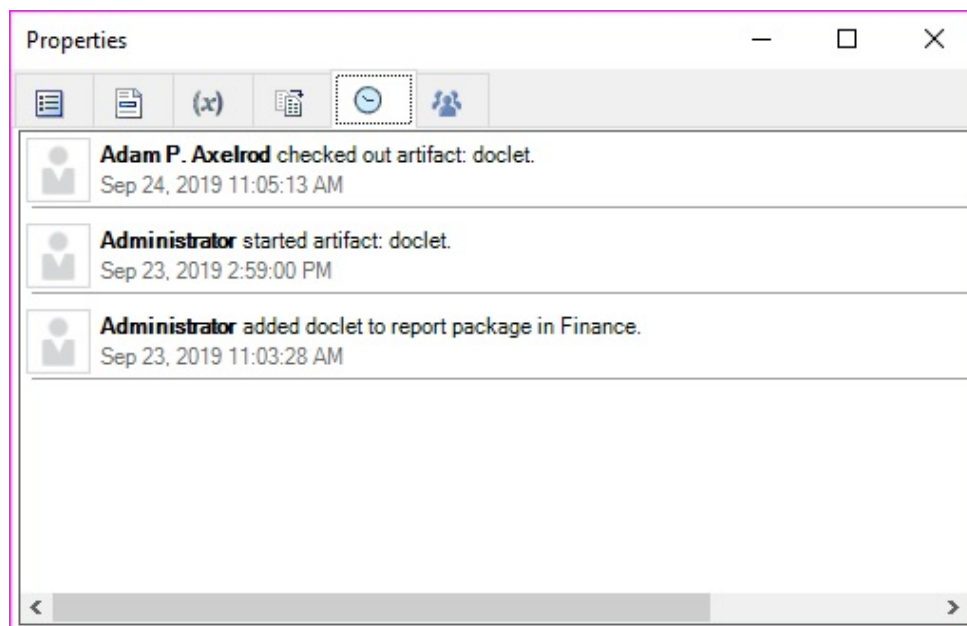 Properties
(x)
Adam P. Axelrod checked out artifact: doclet.
Sep 24, 2019 11:05:13 AM
Administrator started artifact: doclet.
Sep 23, 2019 2:59:00 PM
Administrator added doclet to report package in Finance.
Sep 23, 2019 11:03:28 AM